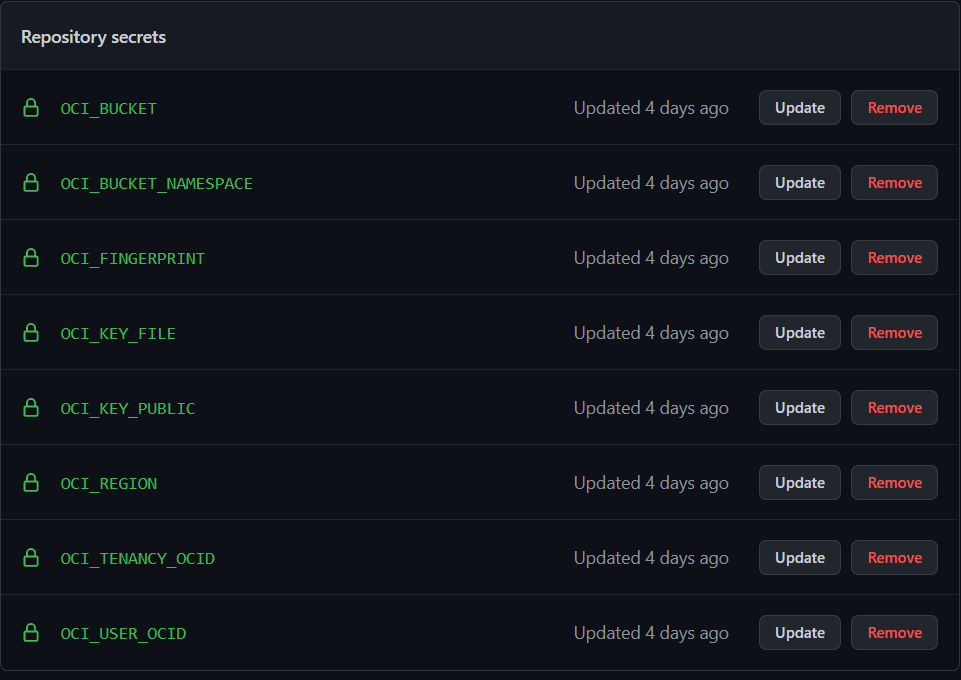 Repository secrets
OCI_BUCKET Updated 4 days ago Update Remove
OCI_BUCKET_NAMESPACE Updated 4 days ago Update Remove
OCI_FINGERPRINT Updated 4 days ago Update Remove
OCI_KEY_FILE Updated 4 days ago Update Remove
OCI_KEY_PUBLIC Updated 4 days ago Update Remove
OCI_REGION Updated 4 days ago Update Remove
OCI_TENANCY_OCID Updated 4 days ago Update Remove
OCI_USER_OCID Updated 4 days ago Update Remove